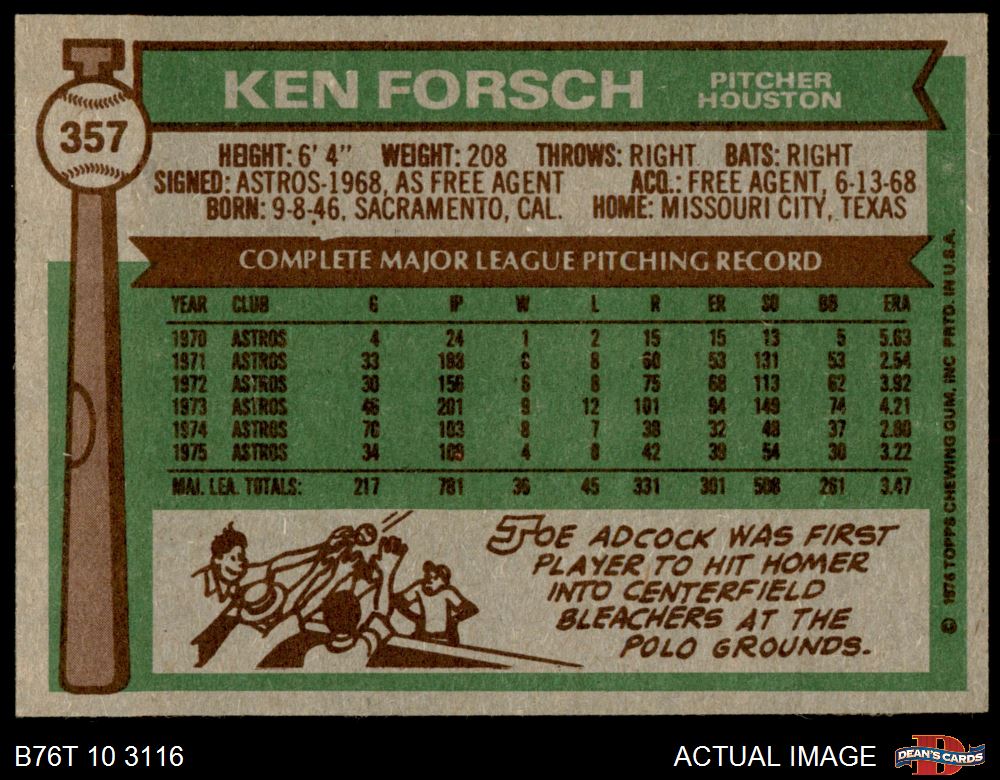 357
KEN FORSCH
PITCHER
HOUSTON
HEIGHT: 6' 4" WEIGHT: 208 THROWS: RIGHT BATS: RIGHT
SIGNED: ASTROS-1968, AS FREE AGENT ACQ.: FREE AGENT, 6-13-68
BORN: 9-8-46, SACRAMENTO, CAL. HOME: MISSOURI CITY, TEXAS
COMPLETE MAJOR LEAGUE PITCHING RECORD
YEAR CLUB G IP W L R ER SO BB ERA
1970 ASTROS 4 24 1 2 15 15 13 5 5.63
1971 ASTROS 33 188 8 8 60 53 131 53 2.54
1972 ASTROS 30 156 6 8 75 68 113 62 3.92
1973 ASTROS 46 201 9 12 101 94 149 74 4.21
1974 ASTROS 70 103 8 7 38 32 48 37 2.80
1975 ASTROS 34 109 4 8 42 39 54 30 3.22
MAJ. LEA. TOTALS: 217 781 36 45 331 301 508 261 3.47
JOE ADCOCK WAS FIRST
PLAYER TO HIT HOMER
INTO CENTERFIELD
BLEACHERS AT THE
POLO GROUNDS.
© 1976 TOPPS CHEWING GUM, INC PRTD. IN U.S.A.
B76T 10 3116
ACTUAL IMAGE
DEAN'S CARDS